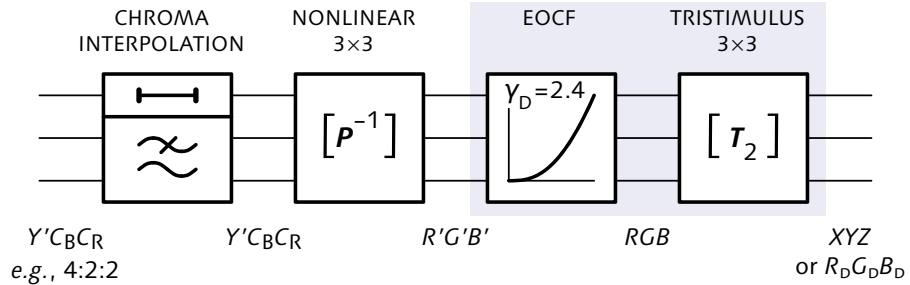 CHROMA INTERPOLATION
NONLINEAR 3×3
EOCF
TRISTIMULUS 3×3
[P⁻¹]
γD=2.4
[T₂]
Y'CBCR e.g., 4:2:2
Y'CBCR
R'G'B'
RGB
XYZ or RDGDBD